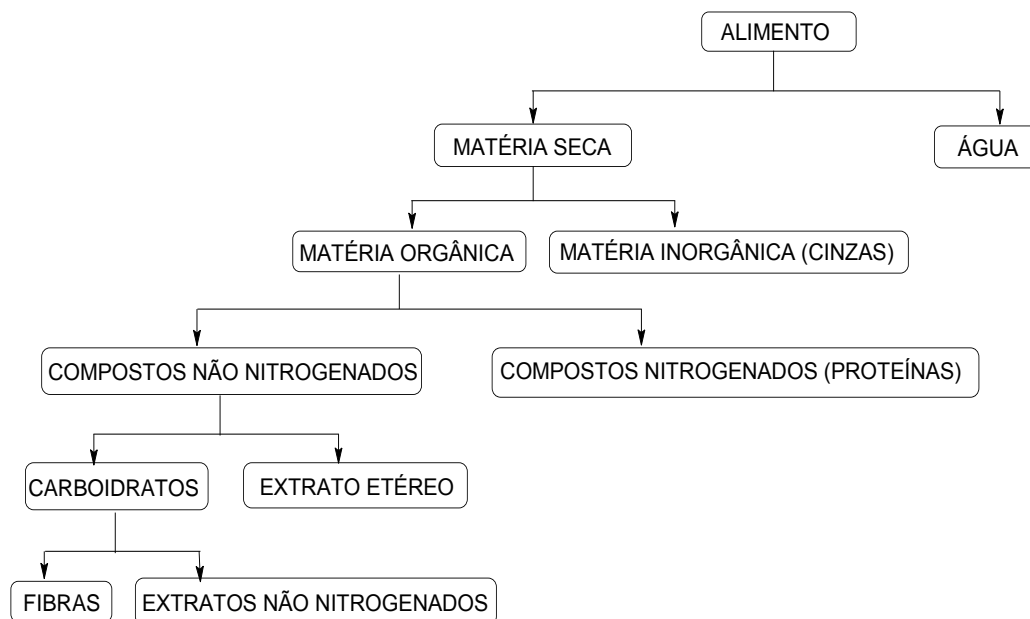 ALIMENTO
MATÉRIA SECA
ÁGUA
MATÉRIA ORGÂNICA
MATÉRIA INORGÂNICA (CINZAS)
COMPOSTOS NÃO NITROGENADOS
COMPOSTOS NITROGENADOS (PROTEÍNAS)
CARBOIDRATOS
EXTRATO ETÉREO
FIBRAS
EXTRATOS NÃO NITROGENADOS